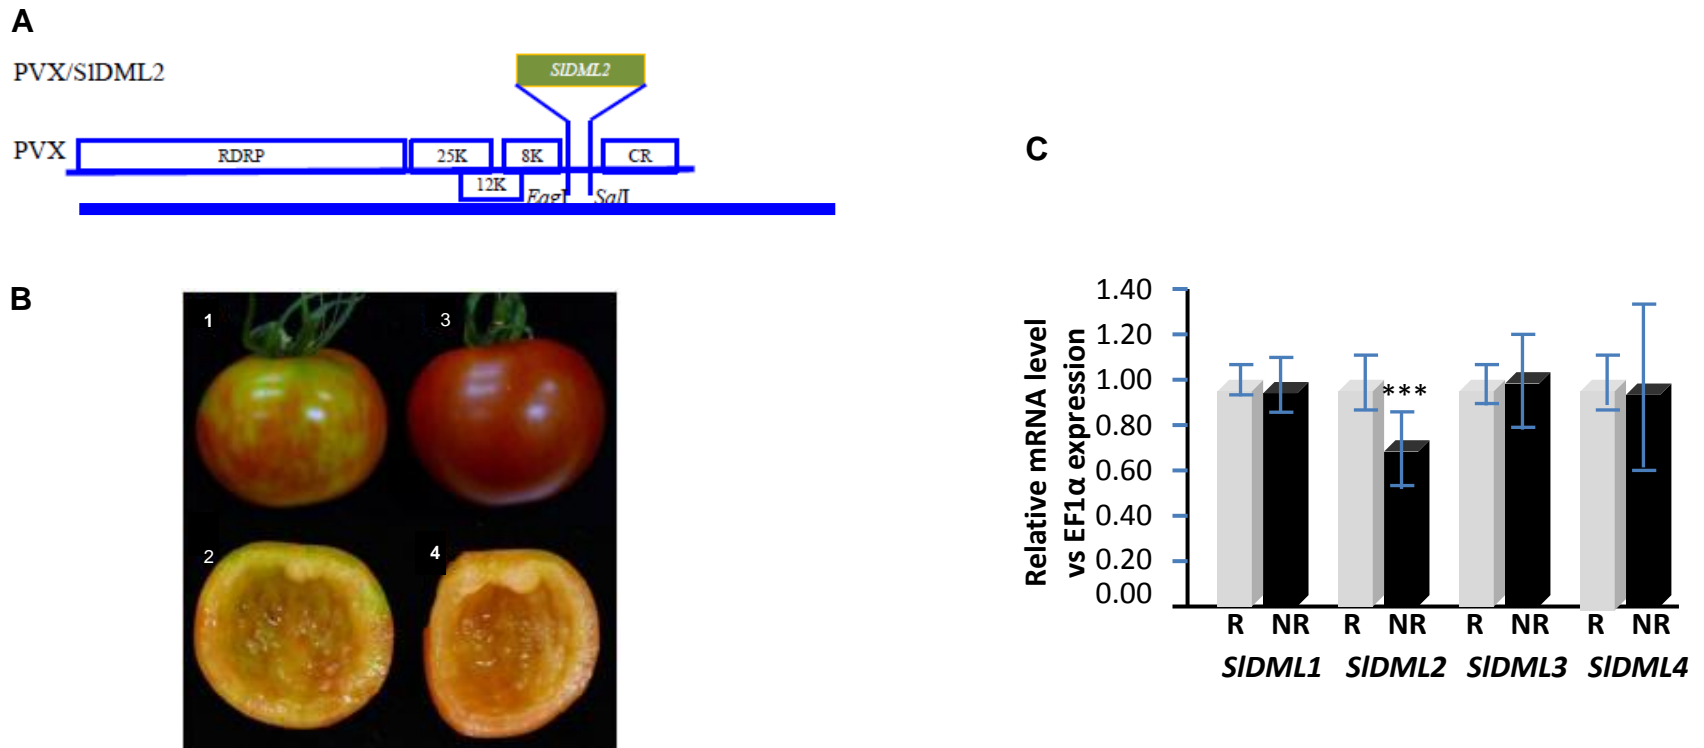 A
PVX/SlDML2
SlDML2
PVX
RDRP
25K
8K
CR
12K
EagI
SalI
B
1
3
2
4
C
Relative mRNA level
vs EF1α expression
1.40
1.20
1.00
0.80
0.60
0.40
0.20
0.00
***
R NR R NR R NR R NR
SlDML1 SlDML2 SlDML3 SlDML4